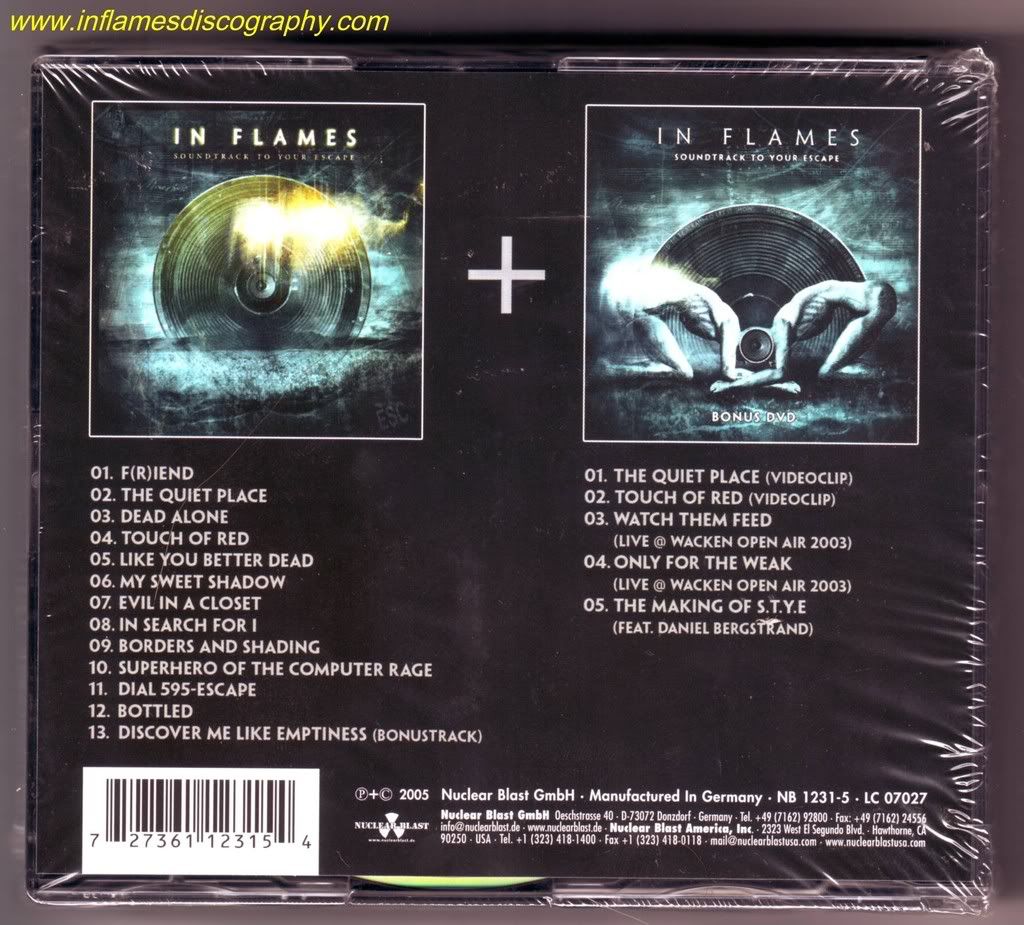 www.inflamesdiscography.com
IN FLAMES
SOUNDTRACK TO YOUR ESCAPE
IN FLAMES
SOUNDTRACK TO YOUR ESCAPE
BONUS DVD
01. F(R)IEND
02. THE QUIET PLACE
03. DEAD ALONE
04. TOUCH OF RED
05. LIKE YOU BETTER DEAD
06. MY SWEET SHADOW
07. EVIL IN A CLOSET
08. IN SEARCH FOR I
09. BORDERS AND SHADING
10. SUPERHERO OF THE COMPUTER RAGE
11. DIAL 595-ESCAPE
12. BOTTLED
13. DISCOVER ME LIKE EMPTINESS (BONUSTRACK)
01. THE QUIET PLACE (VIDEOCLIP)
02. TOUCH OF RED (VIDEOCLIP)
03. WATCH THEM FEED
(LIVE @ WACKEN OPEN AIR 2003)
04. ONLY FOR THE WEAK
(LIVE @ WACKEN OPEN AIR 2003)
05. THE MAKING OF S.T.Y.E
(FEAT. DANIEL BERGSTRAND)
7 27361 12315 4
NUCLEAR BLAST
www.nuclearblast.de
℗+© 2005 Nuclear Blast GmbH · Manufactured In Germany · NB 1231-5 · LC 07027
Nuclear Blast GmbH Oeschstrasse 40 · D-73072 Donzdorf · Germany · Tel. +49 (7162) 92800 · Fax: +49 (7162) 24556
info@nuclearblast.de · www.nuclearblast.de · Nuclear Blast America, Inc. · 2323 West El Segundo Blvd. · Hawthorne, CA
90250 · USA · Tel. +1 (323) 418-1400 · Fax +1 (323) 418-0118 · mail@nuclearblastusa.com · www.nuclearblastusa.com